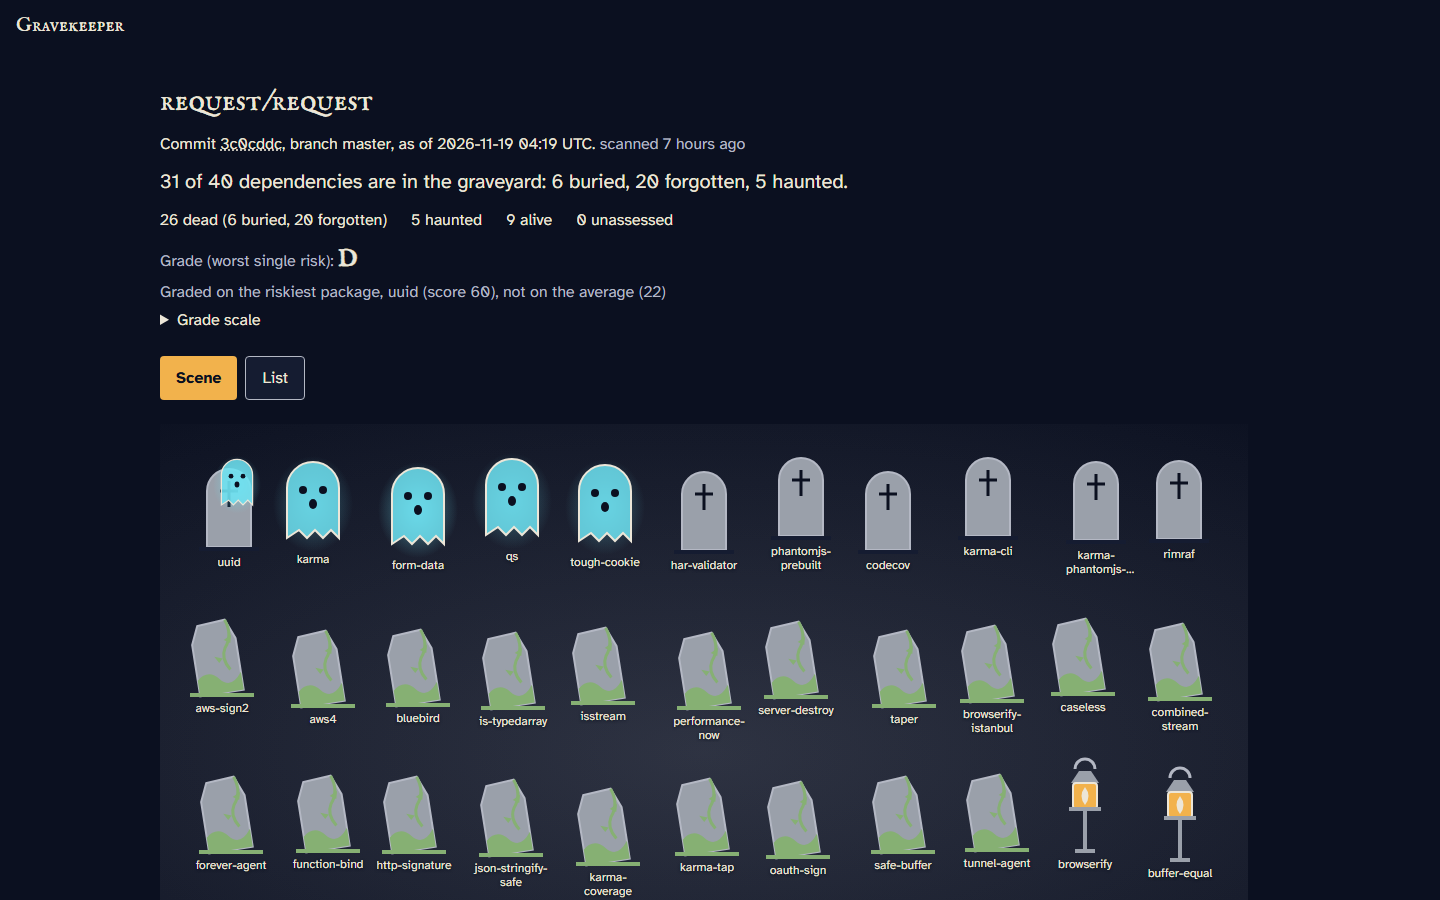 Gravekeeper
request/request
Commit 3c0cddc, branch master, as of 2026-11-19 04:19 UTC. scanned 7 hours ago
31 of 40 dependencies are in the graveyard: 6 buried, 20 forgotten, 5 haunted.
26 dead (6 buried, 20 forgotten) 5 haunted 9 alive 0 unassessed
Grade (worst single risk): D
Graded on the riskiest package, uuid (score 60), not on the average (22)
Grade scale
Scene List
uuid
karma
form-data
qs
tough-cookie
har-validator
phantomjs-
prebuilt
codecov
karma-cli
karma-
phantomjs-...
rimraf
aws-sign2
aws4
bluebird
is-typedarray
isstream
performance-
now
server-destroy
taper
browserify-
istanbul
caseless
combined-
stream
forever-agent
function-bind
http-signature
json-stringify-
safe
karma-
coverage
karma-tap
oauth-sign
safe-buffer
tunnel-agent
browserify
buffer-equal